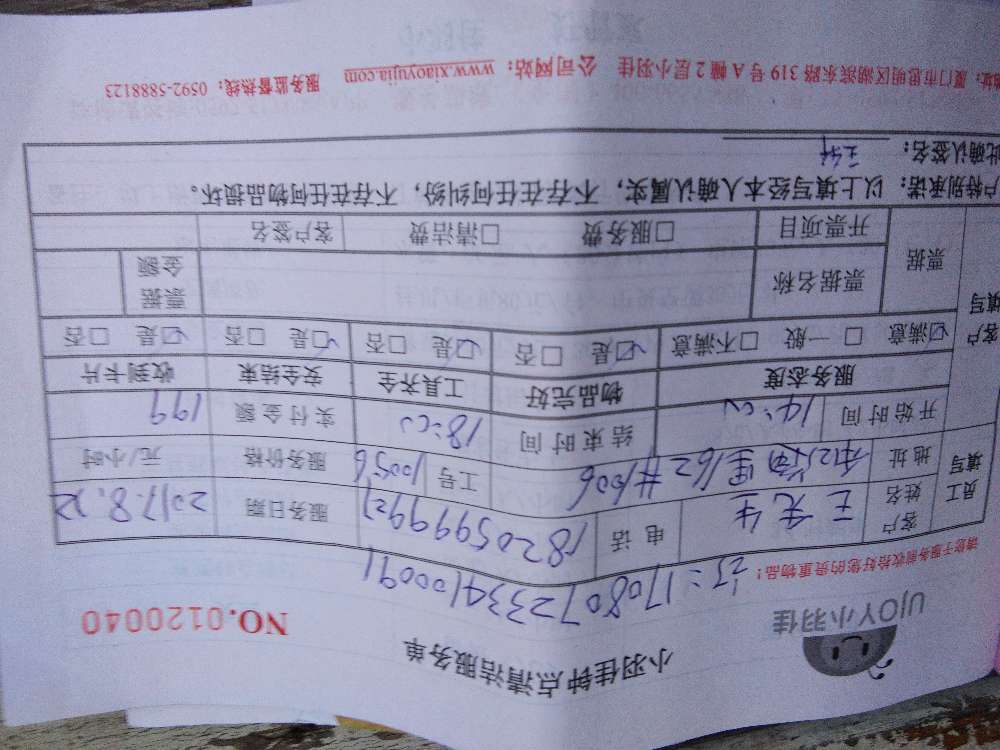 小羽佳钟点清洁服务单
UJOY小羽佳
NO.0120040
订:1708072334100091
请您于服务前收拾好您的贵重物品!
员工填写 客户姓名 王先生 电话 18205999927 服务日期 2017.8.12
地址 162#1606 工号 10056 服务价格 元/小时
开始时间 14:00 结束时间 18:00 实付金额 199
客户填写 服务态度 物品完好 工具齐全 安全结束 收到卡片
☑满意 □一般 □不满意 ☑是 □否 ☑是 □否 ☑是 □否 ☑是 □否
票据 票据名称 票据金额
开票项目 □服务费 □清洁费 客户签名
户特别承诺:以上填写经本人确认属实,不存在任何纠纷,不存在任何物品损坏。
此确认签名:
地址:厦门市思明区湖滨东路319号A幢2层小羽佳 公司网站:www.xiaoyujia.com 服务监督热线:0592-5888123